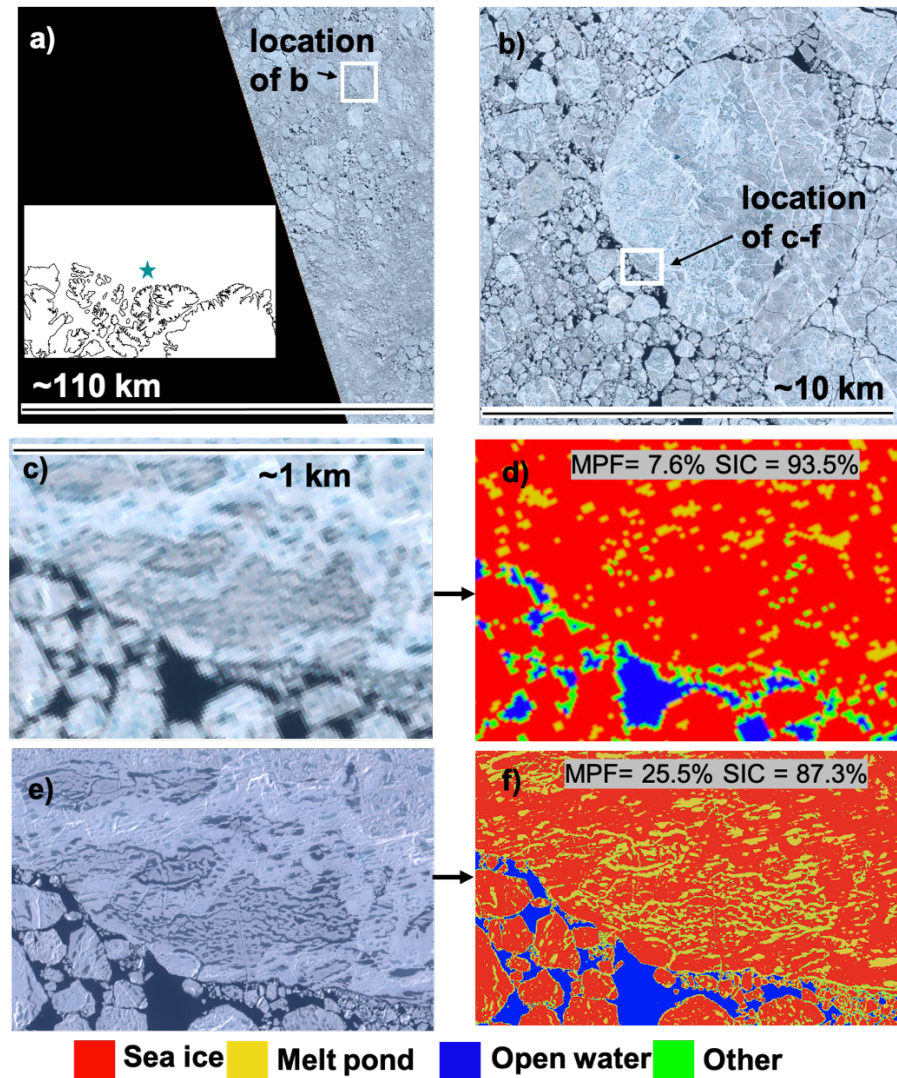 a)
location
of b
~110 km
b)
location
of c-f
~10 km
c)
~1 km
d)
MPF= 7.6% SIC = 93.5%
e)
f)
MPF= 25.5% SIC = 87.3%
Sea ice
Melt pond
Open water
Other